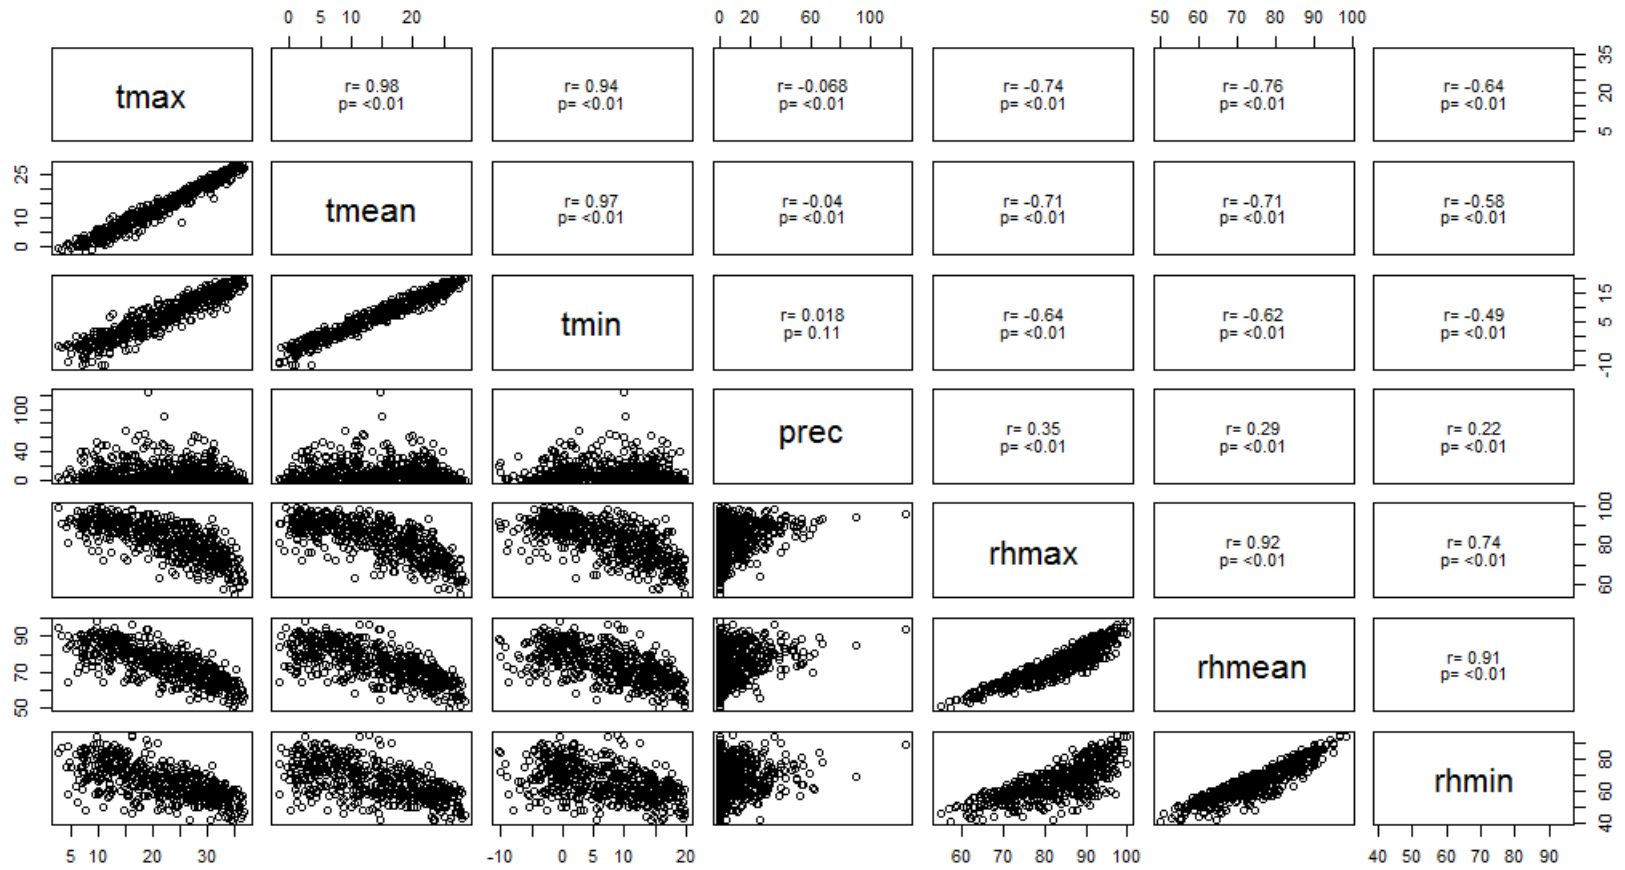 0 5 10 20 0 20 60 100 50 60 70 80 90 100
tmax
r= 0.98
p= <0.01
r= 0.94
p= <0.01
r= -0.068
p= <0.01
r= -0.74
p= <0.01
r= -0.76
p= <0.01
r= -0.64
p= <0.01
5 20 35
0 10 25
tmean
r= 0.97
p= <0.01
r= -0.04
p= <0.01
r= -0.71
p= <0.01
r= -0.71
p= <0.01
r= -0.58
p= <0.01
tmin
r= 0.018
p= 0.11
r= -0.64
p= <0.01
r= -0.62
p= <0.01
r= -0.49
p= <0.01
-10 5 15
0 40 100
prec
r= 0.35
p= <0.01
r= 0.29
p= <0.01
r= 0.22
p= <0.01
rhmax
r= 0.92
p= <0.01
r= 0.74
p= <0.01
60 80 100
50 70 90
rhmean
r= 0.91
p= <0.01
rhmin
40 60 80
5 10 20 30 -10 0 5 10 20 60 70 80 90 100 40 50 60 70 80 90